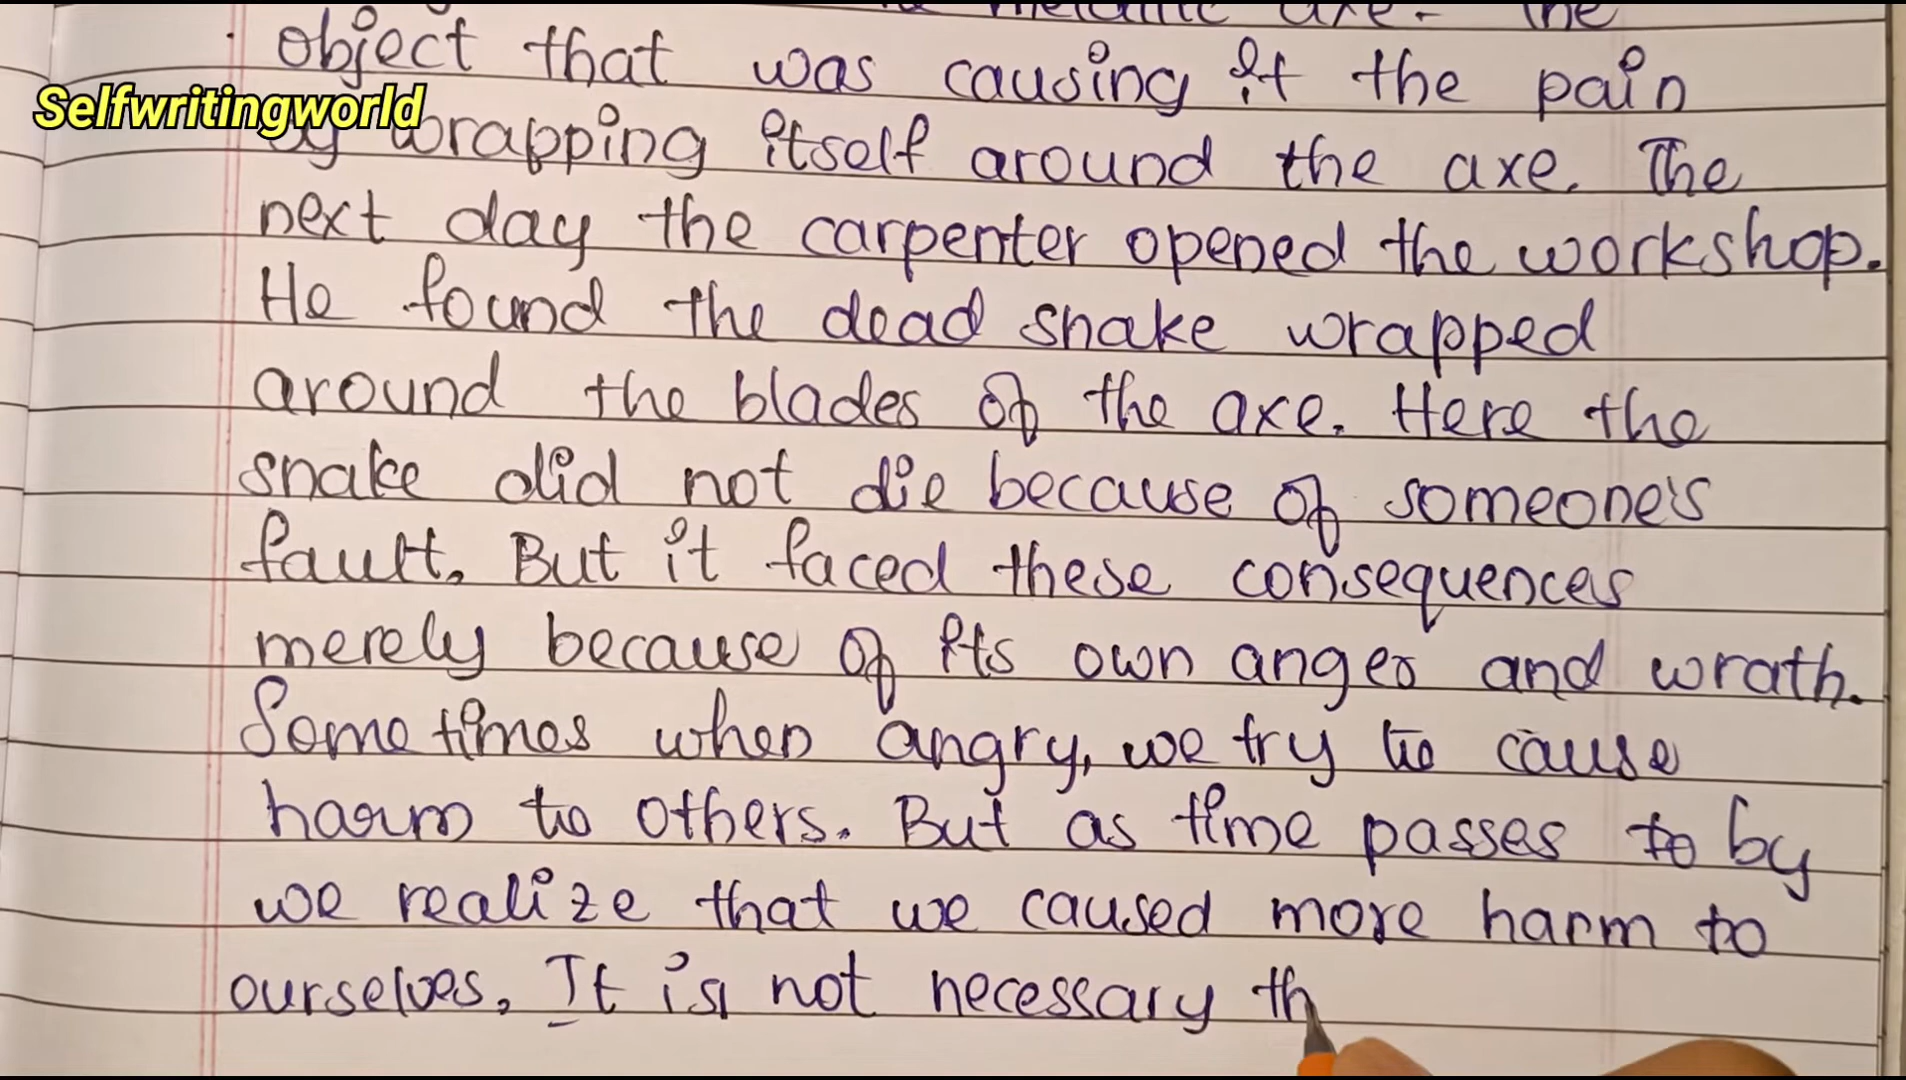 metallic axe. The
object that was causing it the pain
Selfwritingworld
by wrapping itself around the axe. The
next day the carpenter opened the workshop.
He found the dead snake wrapped
around the blades of the axe. Here the
snake did not die because of someone's
fault. But it faced these consequences
merely because of its own anger and wrath.
Sometimes when angry, we try to cause
harm to others. But as time passes to by
we realize that we caused more harm to
ourselves. It is not necessary th